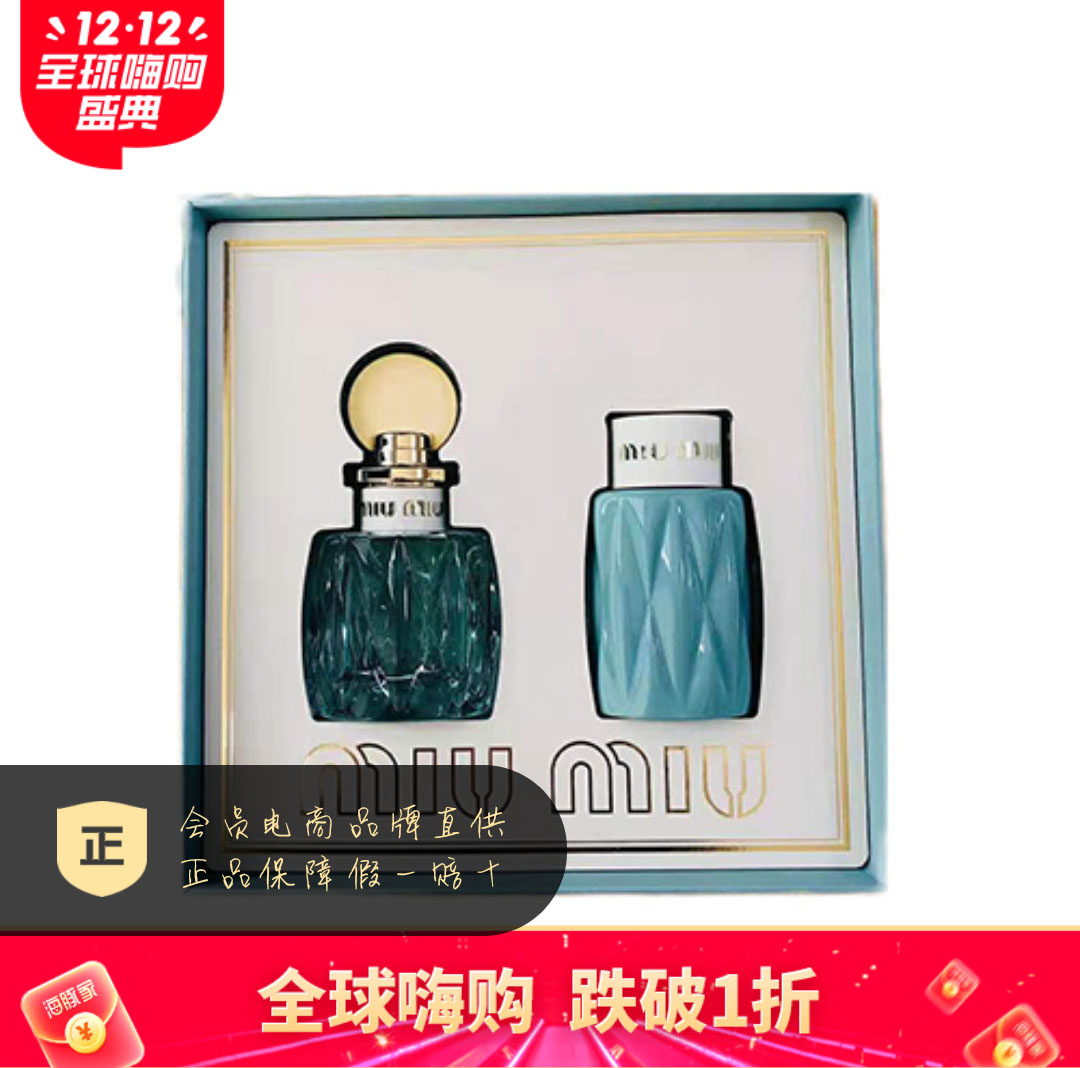 12·12
全球嗨购
盛典
MIU MIU
MIU MIU
MIU MIU
正
会员电商品牌直供
正品保障假一赔十
海豚家
¥
全球嗨购 跌破1折